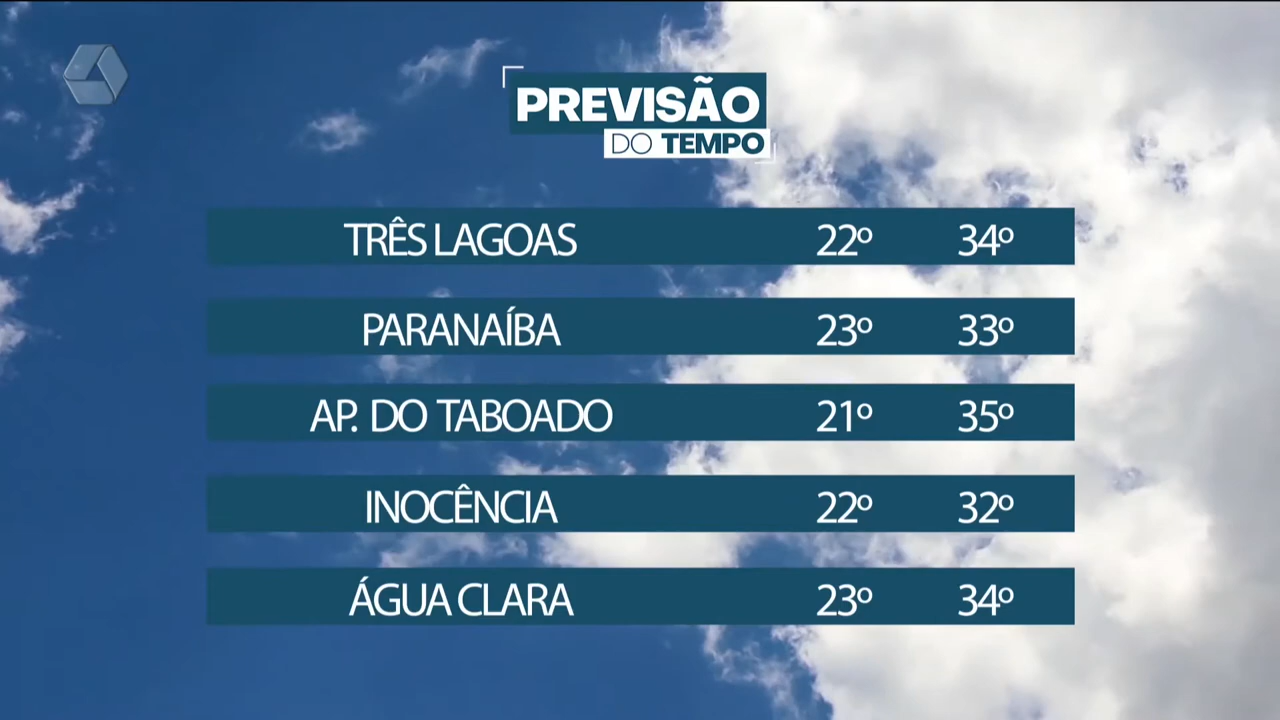 PREVISÃO
DO TEMPO
TRÊS LAGOAS 22º 34º
PARANAÍBA 23º 33º
AP. DO TABOADO 21º 35º
INOCÊNCIA 22º 32º
ÁGUA CLARA 23º 34º